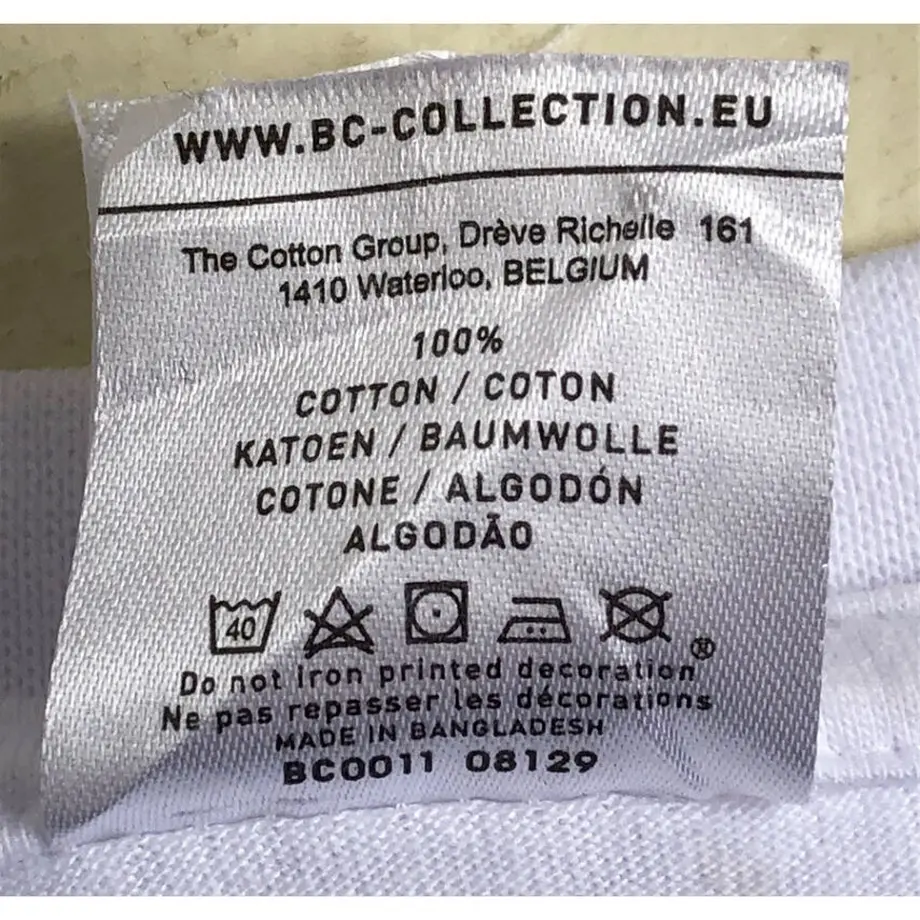 WWW.BC-COLLECTION.EU
The Cotton Group, Drève Richelle 161
1410 Waterloo, BELGIUM
100%
COTTON / COTON
KATOEN / BAUMWOLLE
COTONE / ALGODÓN
ALGODÃO
40
®
Do not iron printed decoration
Ne pas repasser les décorations
MADE IN BANGLADESH
BC0011 08129